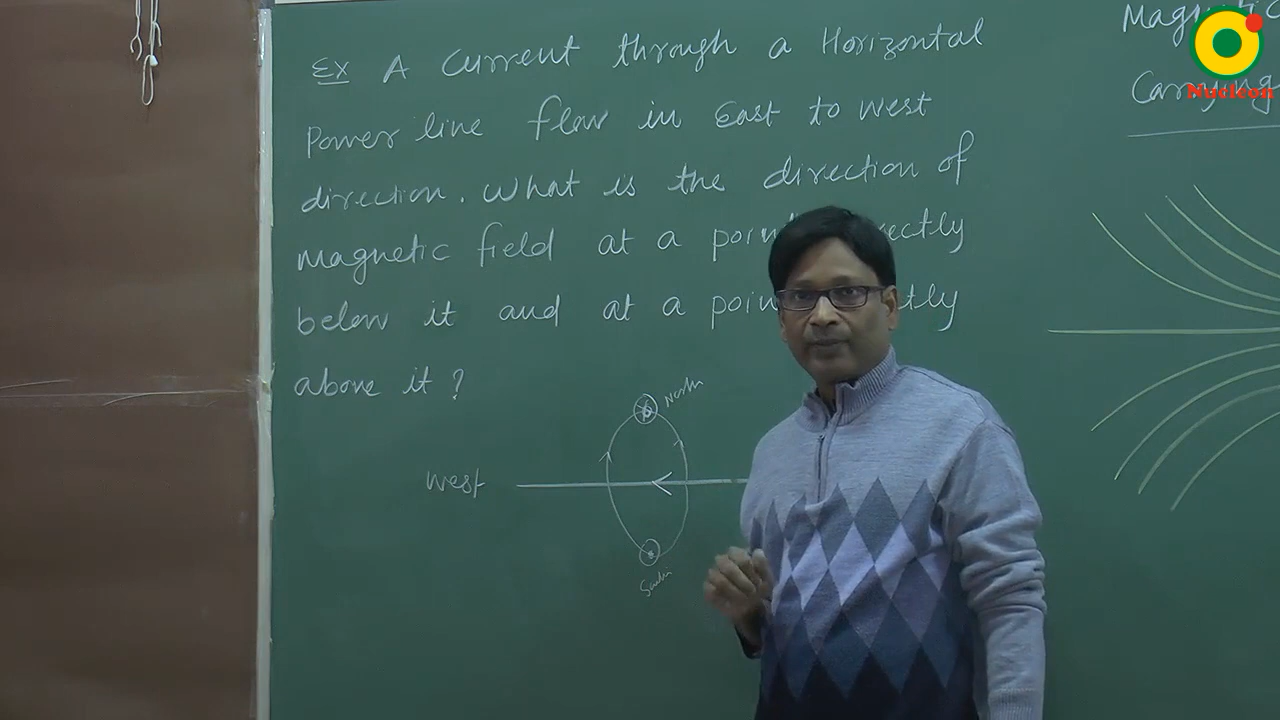 Ex A Current through a Horizontal
Power line flow in East to west
direction. What is the direction of
Magnetic field at a point
below it and at a
above it?
North
West
South
Carrying
Nucleon